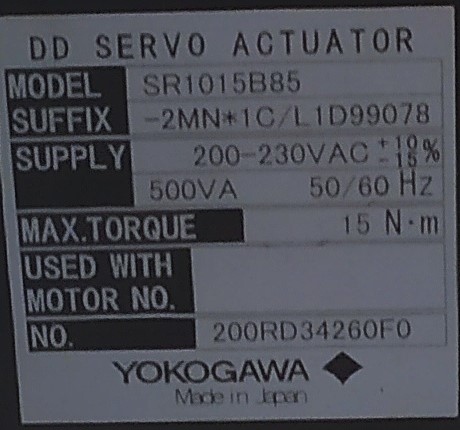 DD SERVO ACTUATOR
MODEL SR1015B85
SUFFIX -2MN*1C/L1D99078
SUPPLY 200-230VAC +10 -15 %
500VA 50/60 Hz
MAX.TORQUE 15 N·m
USED WITH
MOTOR NO.
NO. 200RD34260F0
YOKOGAWA
Made in Japan